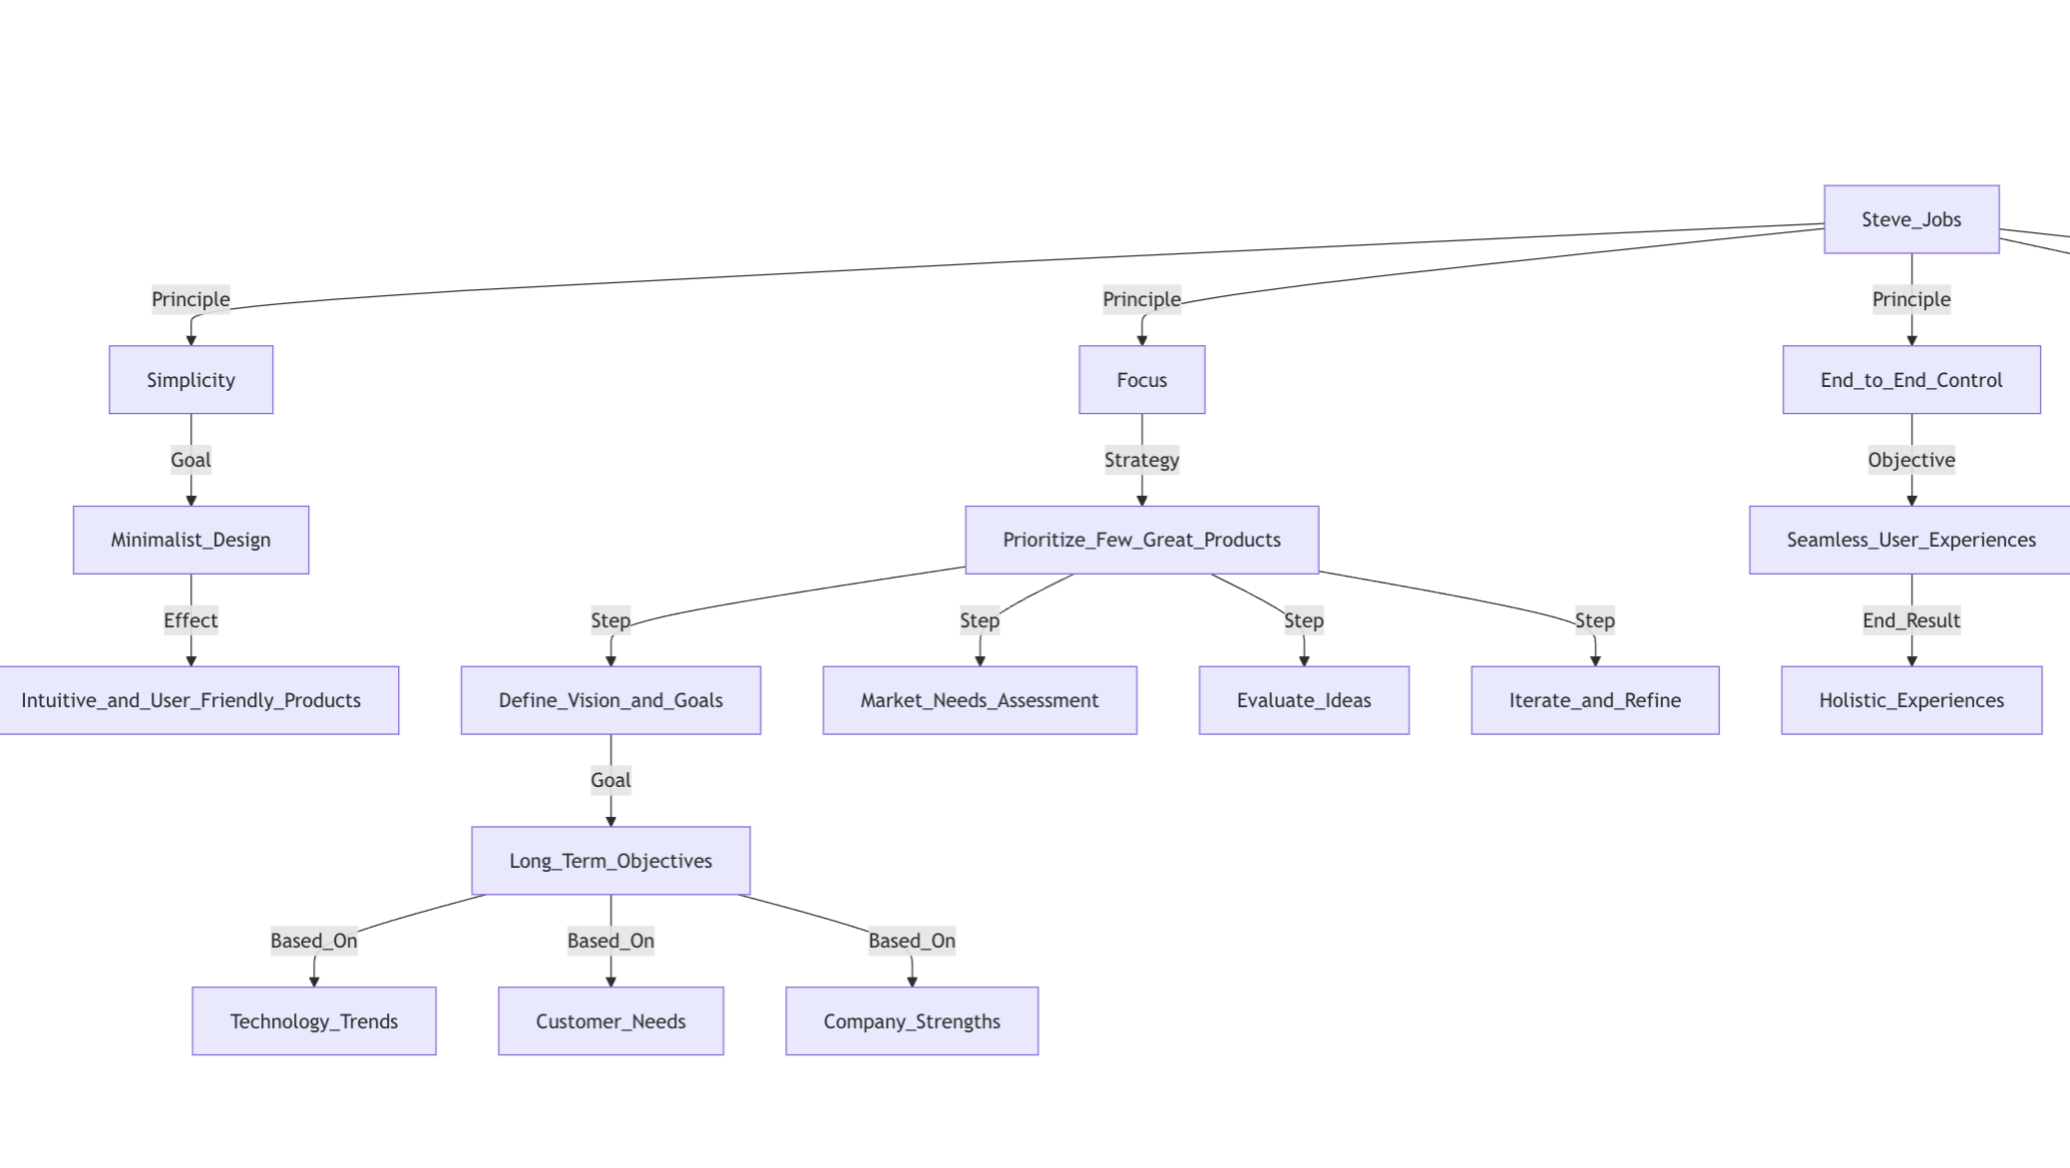 Steve_Jobs
Principle
Principle
Principle
Simplicity
Focus
End_to_End_Control
Goal
Strategy
Objective
Minimalist_Design
Prioritize_Few_Great_Products
Seamless_User_Experiences
Effect
Step
Step
Step
Step
End_Result
Intuitive_and_User_Friendly_Products
Define_Vision_and_Goals
Market_Needs_Assessment
Evaluate_Ideas
Iterate_and_Refine
Holistic_Experiences
Goal
Long_Term_Objectives
Based_On
Based_On
Based_On
Technology_Trends
Customer_Needs
Company_Strengths